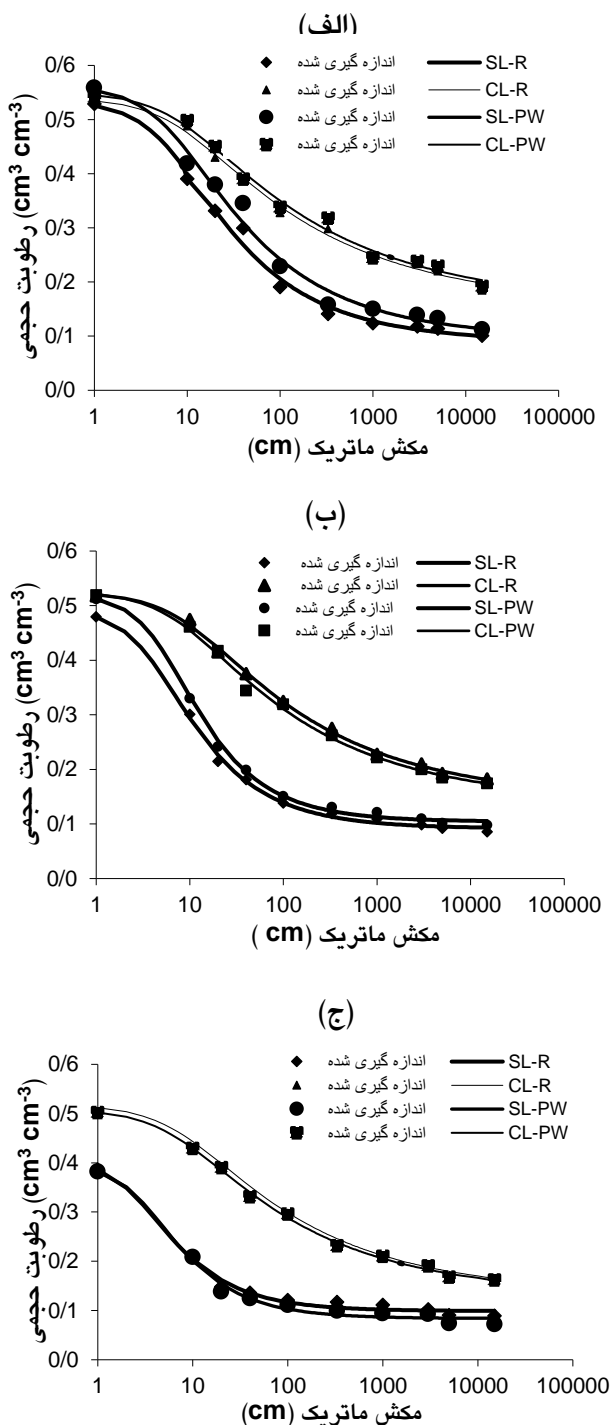 (الف)
اندازه گیری شده SL-R
اندازه گیری شده CL-R
اندازه گیری شده SL-PW
اندازه گیری شده CL-PW
رطوبت حجمی (cm³ cm⁻³)
0/6
0/5
0/4
0/3
0/2
0/1
0/0
1 10 100 1000 10000 100000
مکش ماتریک (cm)
(ب)
اندازه گیری شده SL-R
اندازه گیری شده CL-R
اندازه گیری شده SL-PW
اندازه گیری شده CL-PW
رطوبت حجمی (cm³ cm⁻³)
0/6
0/5
0/4
0/3
0/2
0/1
0/0
1 10 100 1000 10000 100000
مکش ماتریک (cm )
(ج)
اندازه گیری شده SL-R
اندازه گیری شده CL-R
اندازه گیری شده SL-PW
اندازه گیری شده CL-PW
رطوبت حجمی (cm³ cm⁻³)
0/6
0/5
0/4
0/3
0/2
0/1
0/0
1 10 100 1000 10000 100000
مکش ماتریک (cm)